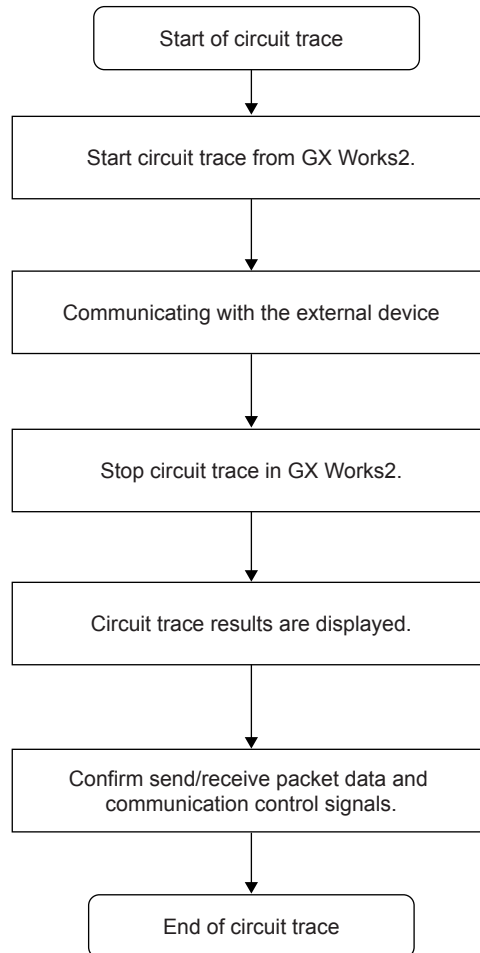 Start of circuit trace
Start circuit trace from GX Works2.
Communicating with the external device
Stop circuit trace in GX Works2.
Circuit trace results are displayed.
Confirm send/receive packet data and
communication control signals.
End of circuit trace